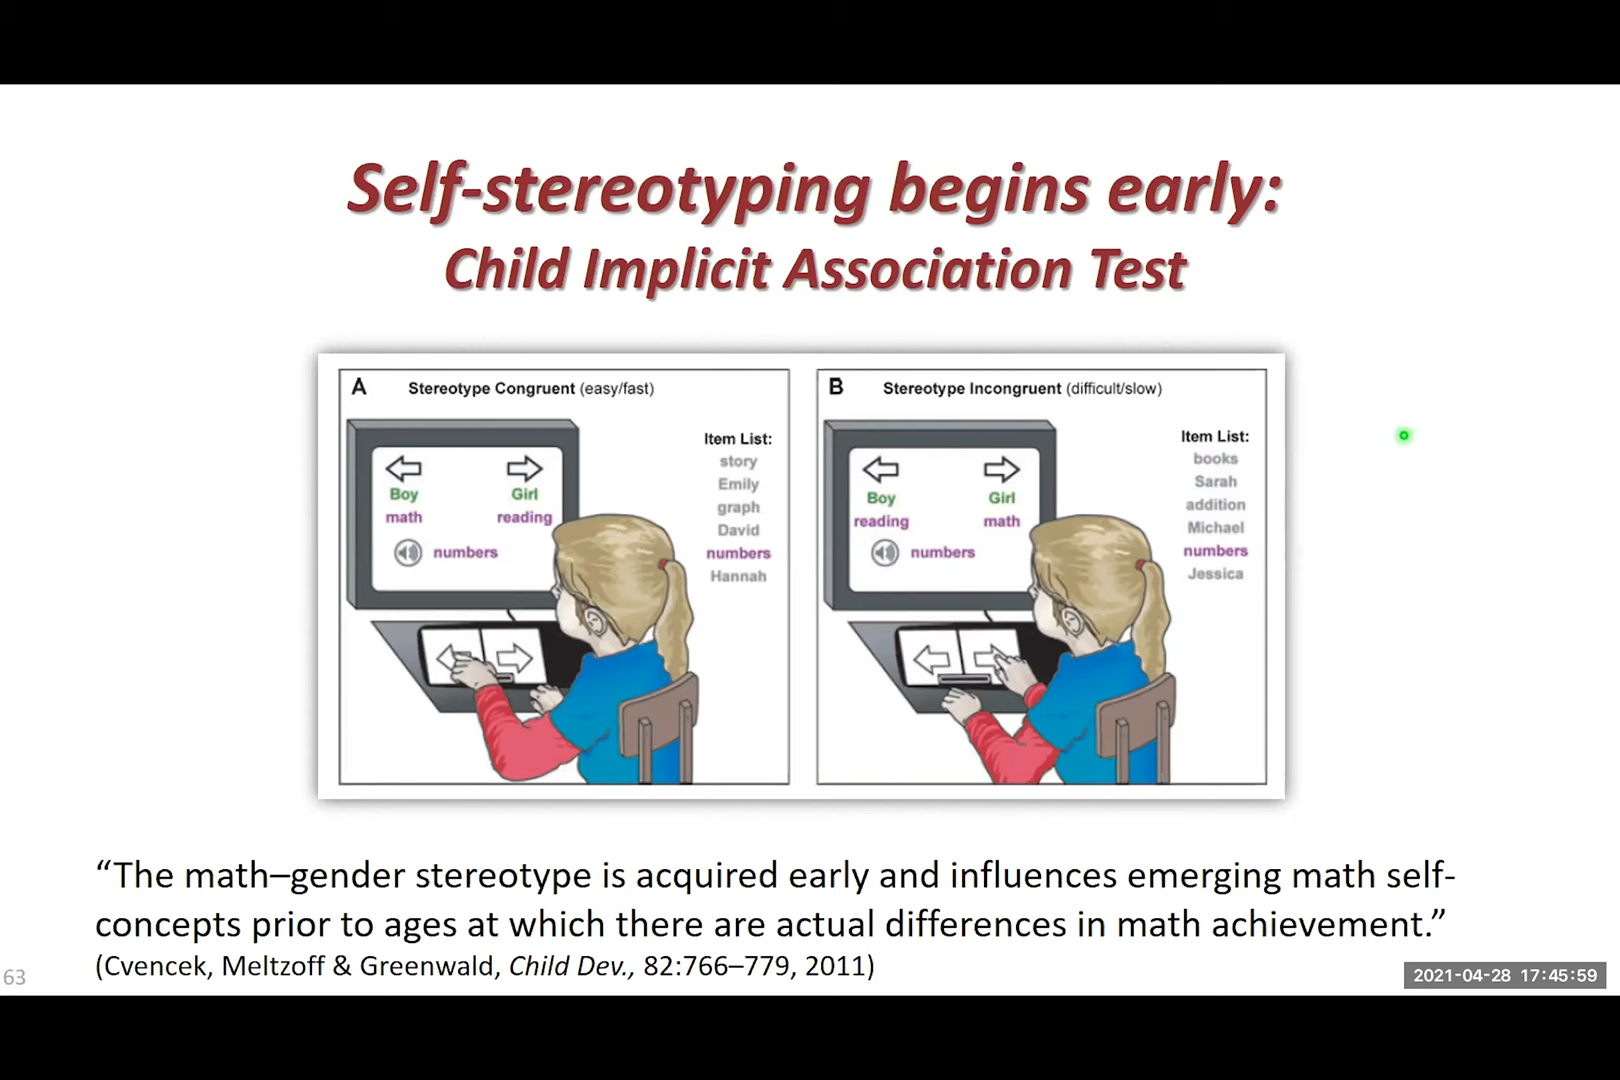 Self-stereotyping begins early:
Child Implicit Association Test
A Stereotype Congruent (easy/fast)
Item List:
story
Emily
graph
David
numbers
Hannah
Boy Girl
math reading
numbers
B Stereotype Incongruent (difficult/slow)
Item List:
books
Sarah
addition
Michael
numbers
Jessica
Boy Girl
reading math
numbers
“The math–gender stereotype is acquired early and influences emerging math self-
concepts prior to ages at which there are actual differences in math achievement.”
(Cvencek, Meltzoff & Greenwald, Child Dev., 82:766–779, 2011)
63
2021-04-28 17:45:59